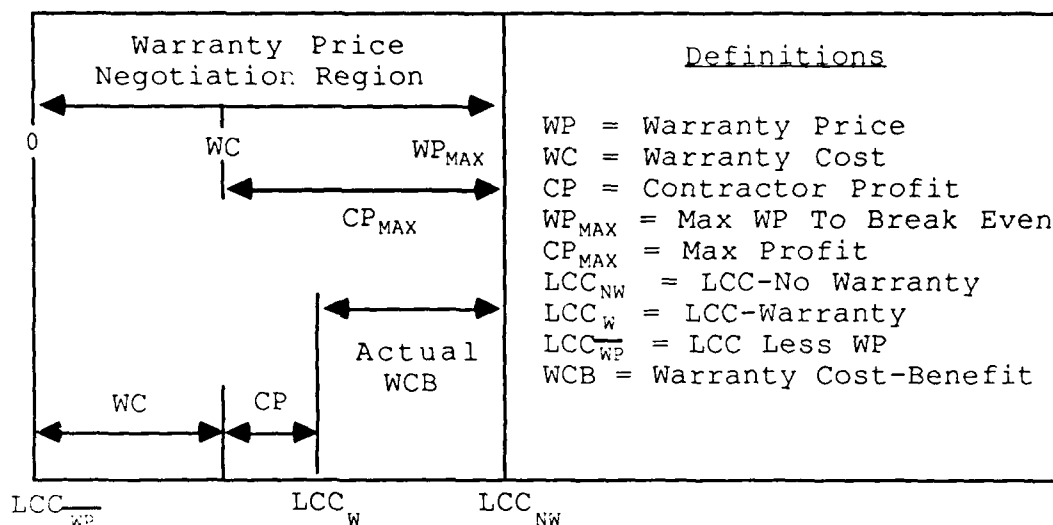 Warranty Price
Negotiation Region
0
WC
WP_MAX
CP_MAX
Actual
WCB
WC
CP
LCC_W̅P̅
LCC_W
LCC_NW
Definitions
WP = Warranty Price
WC = Warranty Cost
CP = Contractor Profit
WP_MAX = Max WP To Break Even
CP_MAX = Max Profit
LCC_NW = LCC-No Warranty
LCC_W = LCC-Warranty
LCC_W̅P̅ = LCC Less WP
WCB = Warranty Cost-Benefit